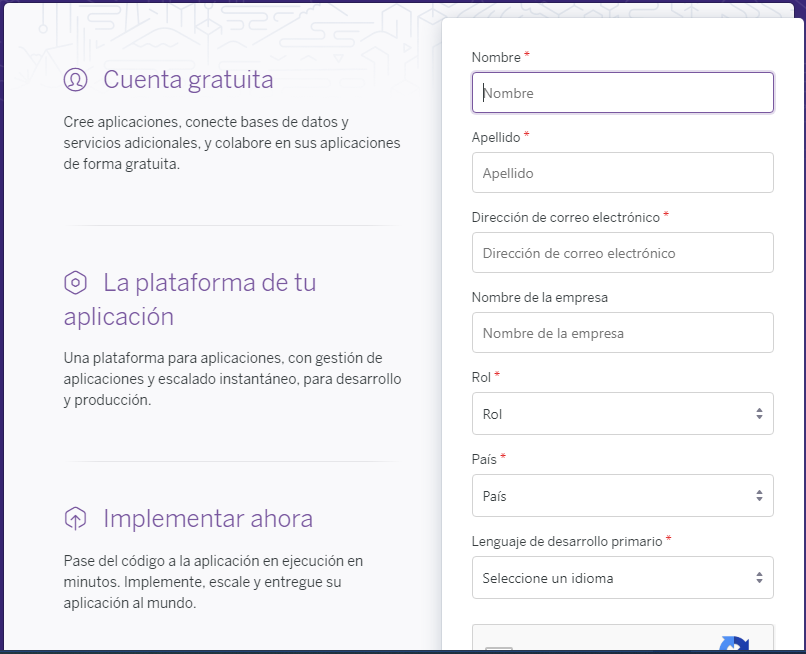 Cuenta gratuita
Cree aplicaciones, conecte bases de datos y
servicios adicionales, y colabore en sus aplicaciones
de forma gratuita.
La plataforma de tu
aplicación
Una plataforma para aplicaciones, con gestión de
aplicaciones y escalado instantáneo, para desarrollo
y producción.
Implementar ahora
Pase del código a la aplicación en ejecución en
minutos. Implemente, escale y entregue su
aplicación al mundo.
Nombre *
Nombre
Apellido *
Apellido
Dirección de correo electrónico *
Dirección de correo electrónico
Nombre de la empresa
Nombre de la empresa
Rol *
Rol
País *
País
Lenguaje de desarrollo primario *
Seleccione un idioma